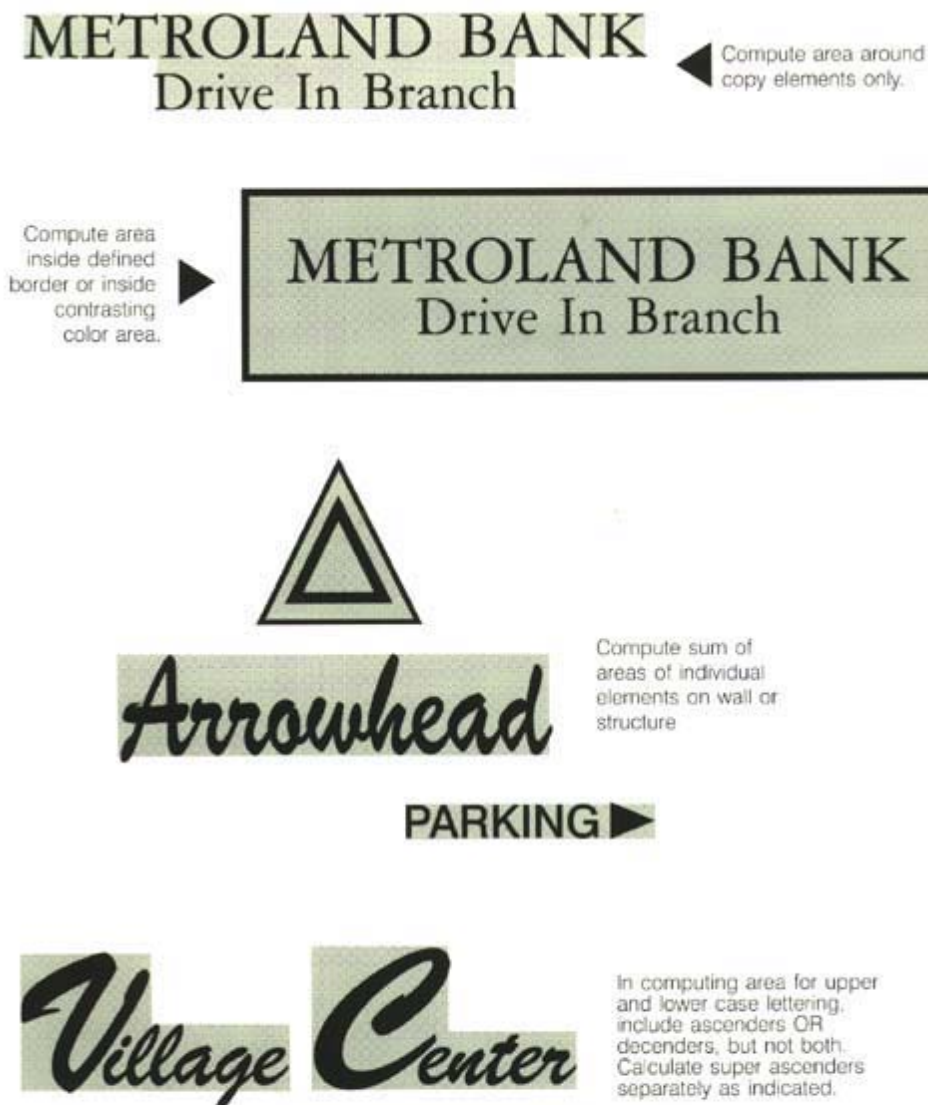 METROLAND BANK
Drive In Branch
Compute area around
copy elements only.
Compute area
inside defined
border or inside
contrasting
color area.
METROLAND BANK
Drive In Branch
Arrowhead
Compute sum of
areas of individual
elements on wall or
structure
PARKING
Village Center
In computing area for upper
and lower case lettering,
include ascenders OR
decenders, but not both.
Calculate super ascenders
separately as indicated.